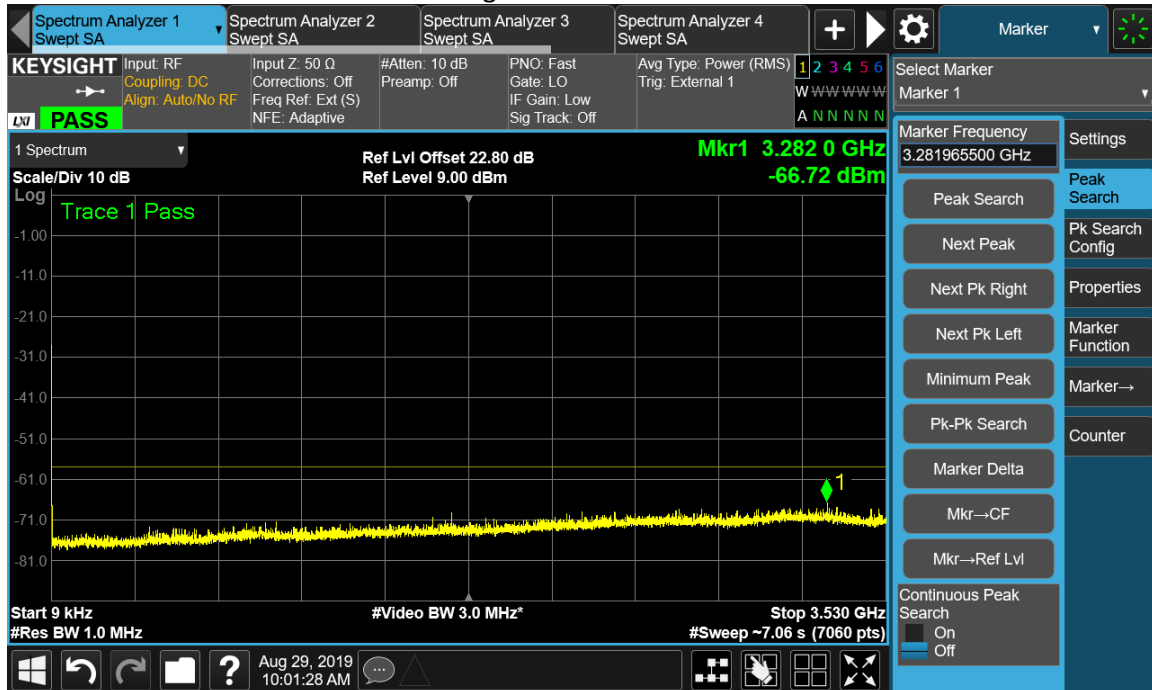 Spectrum Analyzer 1
Swept SA
Spectrum Analyzer 2
Swept SA
Spectrum Analyzer 3
Swept SA
Spectrum Analyzer 4
Swept SA
+
Marker
KEYSIGHT
LXI PASS
Input: RF
Coupling: DC
Align: Auto/No RF
Input Z: 50 Ω
Corrections: Off
Freq Ref: Ext (S)
NFE: Adaptive
#Atten: 10 dB
Preamp: Off
PNO: Fast
Gate: LO
IF Gain: Low
Sig Track: Off
Avg Type: Power (RMS)
Trig: External 1
1 2 3 4 5 6
W W W W W W
A N N N N N
Select Marker
Marker 1
1 Spectrum
Scale/Div 10 dB
Ref Lvl Offset 22.80 dB
Ref Level 9.00 dBm
Mkr1 3.282 0 GHz
-66.72 dBm
Log
Trace 1 Pass
-1.00
-11.0
-21.0
-31.0
-41.0
-51.0
-61.0
-71.0
-81.0
1
Start 9 kHz
#Res BW 1.0 MHz
#Video BW 3.0 MHz*
Stop 3.530 GHz
#Sweep ~7.06 s (7060 pts)
Marker Frequency
3.281965500 GHz
Peak Search
Next Peak
Next Pk Right
Next Pk Left
Minimum Peak
Pk-Pk Search
Marker Delta
Mkr→CF
Mkr→Ref Lvl
Continuous Peak
Search
On
Off
Settings
Peak
Search
Pk Search
Config
Properties
Marker
Function
Marker→
Counter
?
Aug 29, 2019
10:01:28 AM